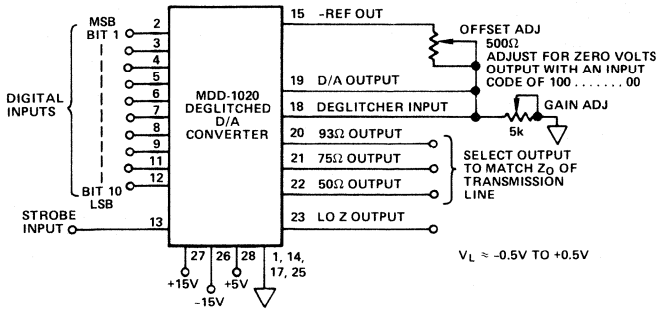 MSB
BIT 1
2
3
4
5
6
7
8
9
11
12
DIGITAL
INPUTS
BIT 10
LSB
STROBE
INPUT
13
MDD-1020
DEGLITCHED
D/A
CONVERTER
15 -REF OUT
19 D/A OUTPUT
18 DEGLITCHER INPUT
20 93Ω OUTPUT
21 75Ω OUTPUT
22 50Ω OUTPUT
23 LO Z OUTPUT
OFFSET ADJ
500Ω
ADJUST FOR ZERO VOLTS
OUTPUT WITH AN INPUT
CODE OF 100 . . . . . . . 00
GAIN ADJ
5k
SELECT OUTPUT
TO MATCH Z0 OF
TRANSMISSION
LINE
VL ≈ -0.5V TO +0.5V
27
26
28
1, 14,
17, 25
+15V
-15V
+5V